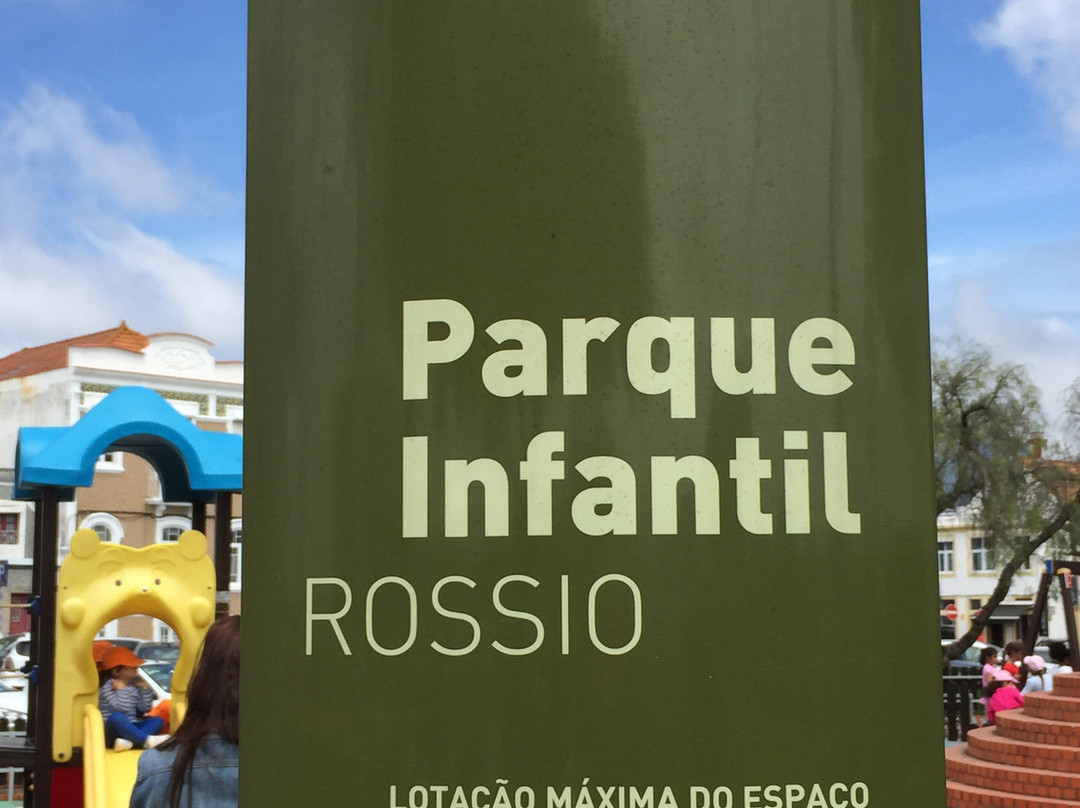 Parque
Infantil
ROSSIO
LOTAÇÃO MÁXIMA DO ESPAÇO